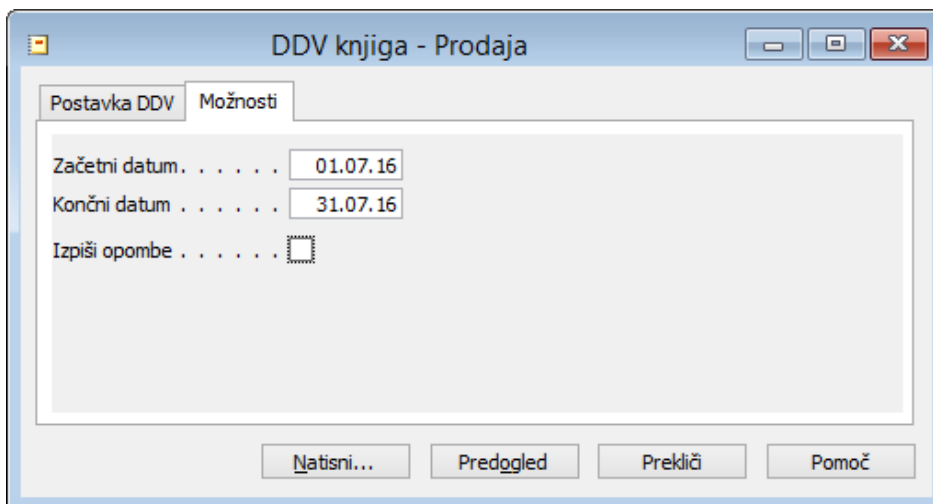 DDV knjiga - Prodaja
Postavka DDV Možnosti
Začetni datum. . . . . . 01.07.16
Končni datum . . . . . . 31.07.16
Izpiši opombe . . . . . .
Natisni... Predogled Prekliči Pomoč